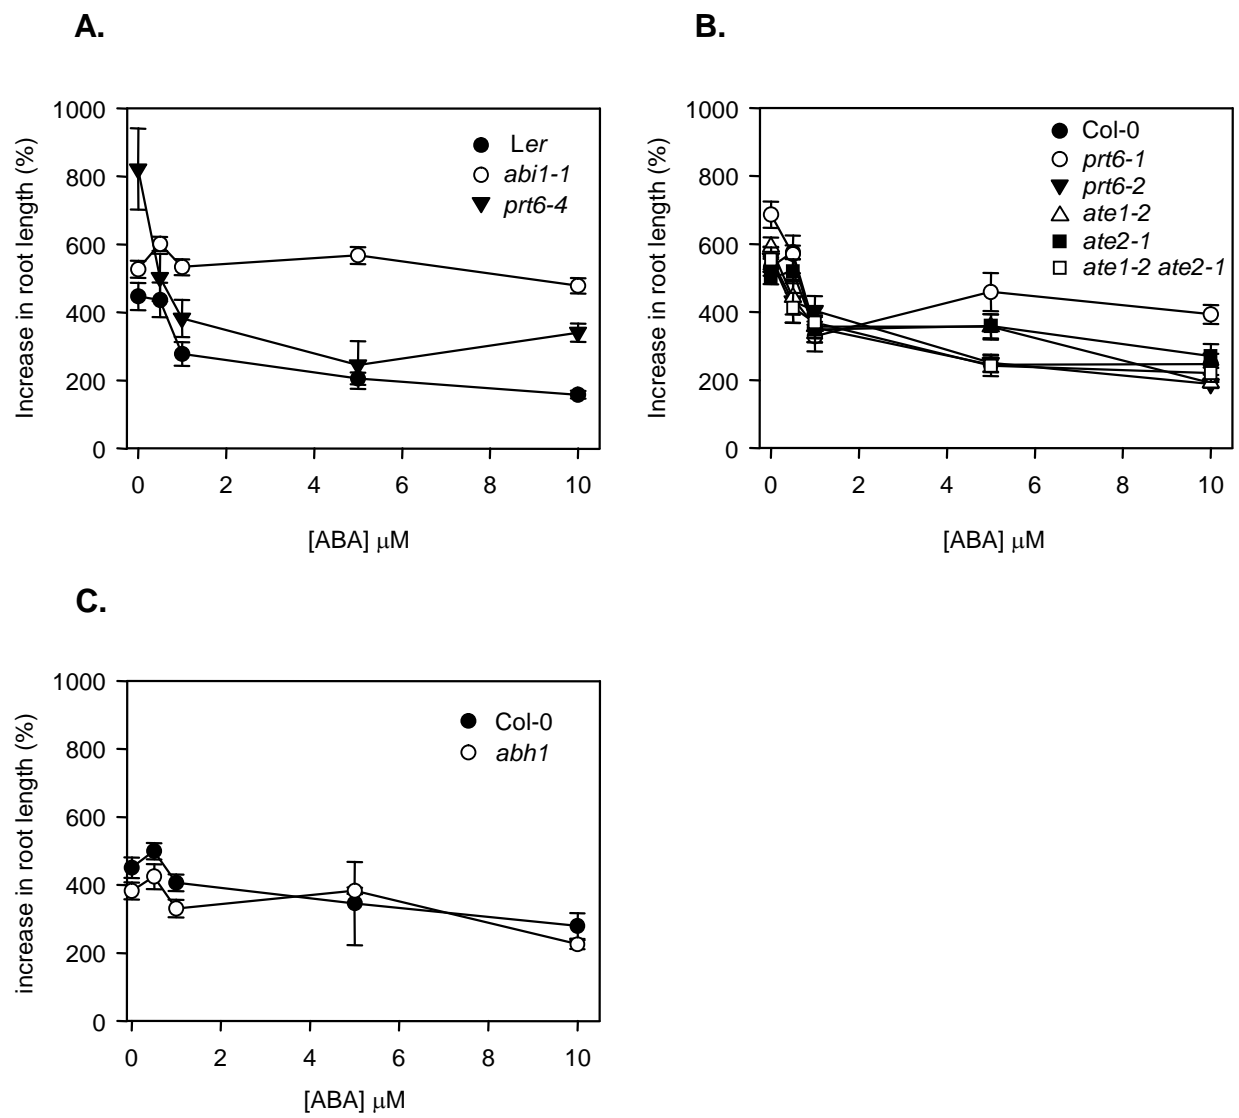 A.
B.
1000
800
600
400
200
0
0 2 4 6 8 10
Increase in root length (%)
[ABA] μM
Ler
abi1-1
prt6-4
1000
800
600
400
200
0
0 2 4 6 8 10
Increase in root length (%)
[ABA] μM
Col-0
prt6-1
prt6-2
ate1-2
ate2-1
ate1-2 ate2-1
C.
1000
800
600
400
200
0
0 2 4 6 8 10
increase in root length (%)
[ABA] μM
Col-0
abh1